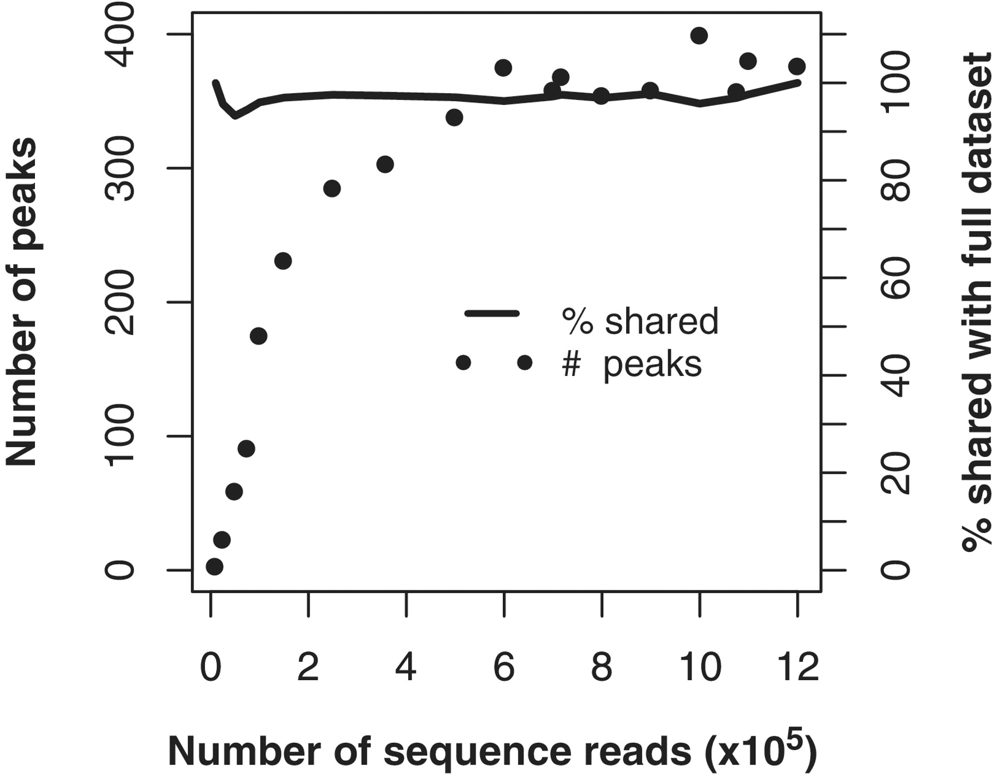 Number of peaks
400
300
200
100
0
% shared
# peaks
100
80
60
40
20
0
% shared with full dataset
0 2 4 6 8 10 12
Number of sequence reads (x10⁵)